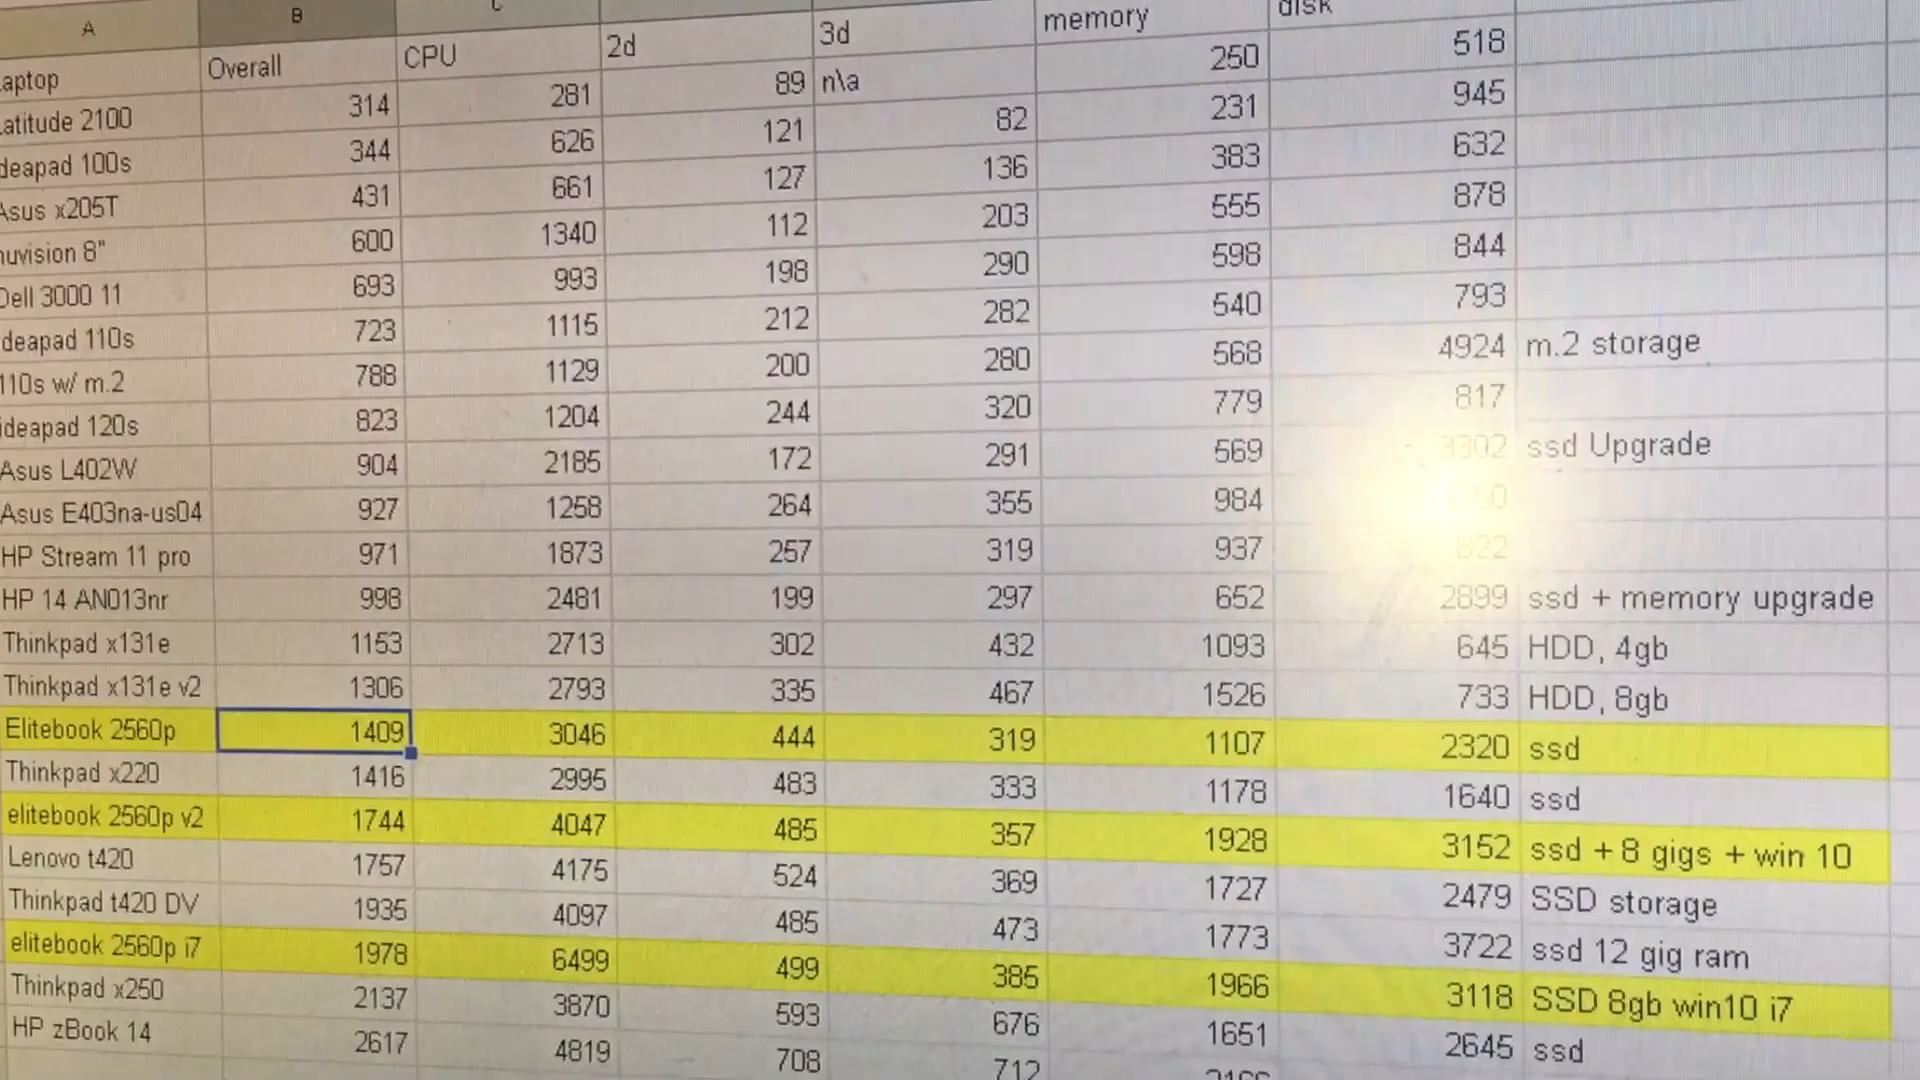 A B
aptop Overall CPU 2d 3d memory disk
Latitude 2100 314 281 89 n\a 250 518
deapad 100s 344 626 121 82 231 945
Asus x205T 431 661 127 136 383 632
nuvision 8" 600 1340 112 203 555 878
Dell 3000 11 693 993 198 290 598 844
deapad 110s 723 1115 212 282 540 793
110s w/ m.2 788 1129 200 280 568 4924 m.2 storage
ideapad 120s 823 1204 244 320 779 817
Asus L402W 904 2185 172 291 569 3302 ssd Upgrade
Asus E403na-us04 927 1258 264 355 984
HP Stream 11 pro 971 1873 257 319 937 622
HP 14 AN013nr 998 2481 199 297 652 2899 ssd + memory upgrade
Thinkpad x131e 1153 2713 302 432 1093 645 HDD, 4gb
Thinkpad x131e v2 1306 2793 335 467 1526 733 HDD, 8gb
Elitebook 2560p 1409 3046 444 319 1107 2320 ssd
Thinkpad x220 1416 2995 483 333 1178 1640 ssd
elitebook 2560p v2 1744 4047 485 357 1928 3152 ssd + 8 gigs + win 10
Lenovo t420 1757 4175 524 369 1727 2479 SSD storage
Thinkpad t420 DV 1935 4097 485 473 1773 3722 ssd 12 gig ram
elitebook 2560p i7 1978 6499 499 385 1966 3118 SSD 8gb win10 i7
Thinkpad x250 2137 3870 593 676 1651 2645 ssd
HP zBook 14 2617 4819 708 712